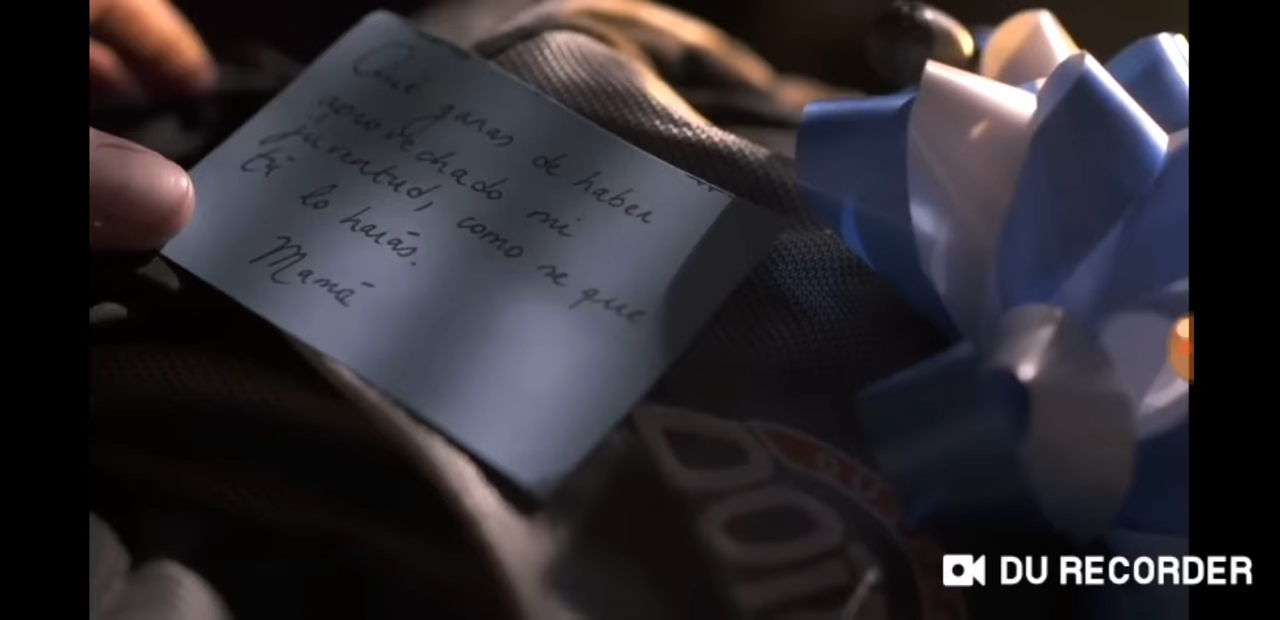 Qué ganas de haber
aprovechado mi
juventud, como se que
tú lo harás.
Mamá
DU RECORDER